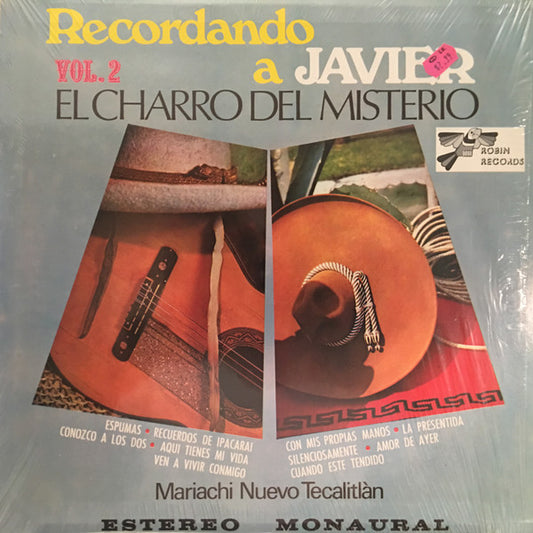 Recordando
VOL. 2
a JAVIER
EL CHARRO DEL MISTERIO
ROBIN
RECORDS
ESPUMAS • RECUERDOS DE IPACARAI
CONOZCO A LOS DOS • AQUI TIENES MI VIDA
VEN A VIVIR CONMIGO
CON MIS PROPIAS MANOS • LA PRESENTIDA
SILENCIOSAMENTE • AMOR DE AYER
CUANDO ESTE TENDIDO
Mariachi Nuevo Tecalitlàn
ESTEREO MONAURAL